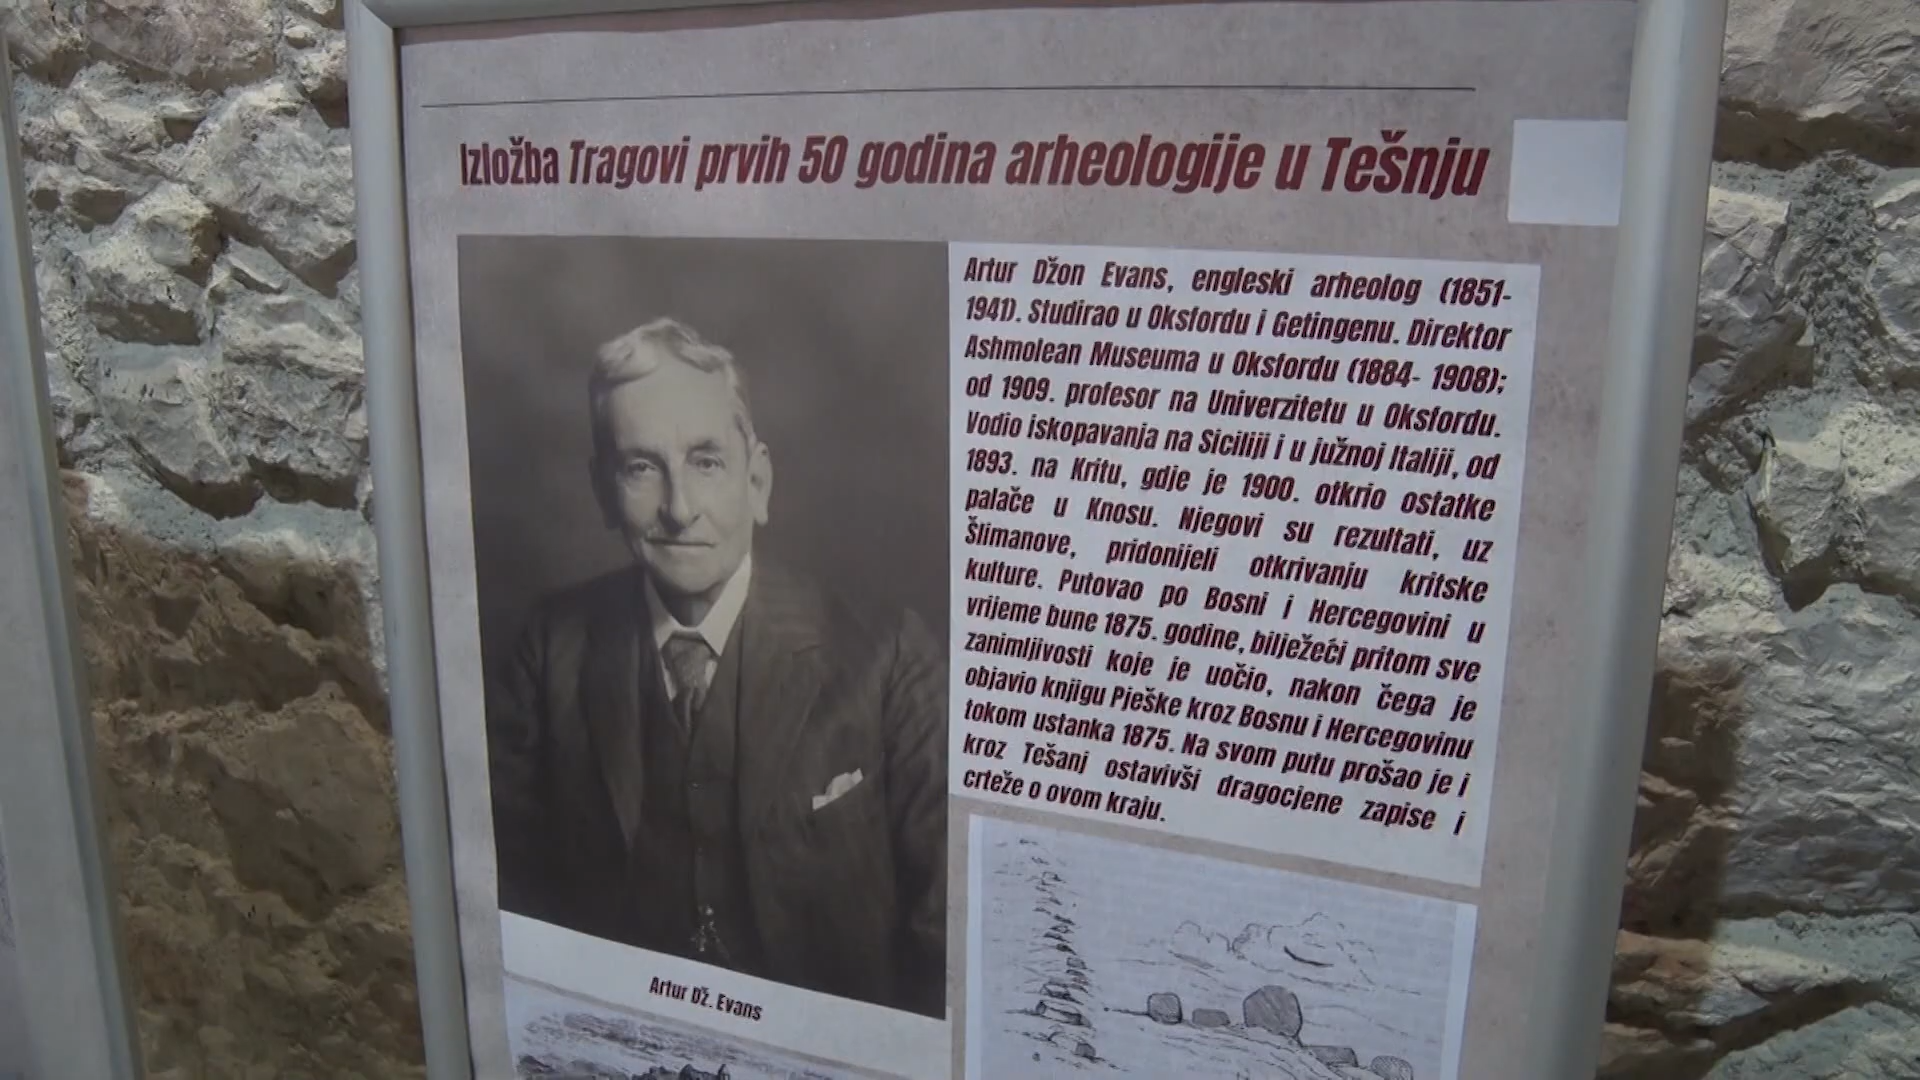 Izložba Tragovi prvih 50 godina arheologije u Tešnju
Artur Džon Evans, engleski arheolog (1851-
1941). Studirao u Oksfordu i Getingenu. Direktor
Ashmolean Museuma u Oksfordu (1884- 1908);
od 1909. profesor na Univerzitetu u Oksfordu.
Vodio iskopavanja na Siciliji i u južnoj Italiji, od
1893. na Kritu, gdje je 1900. otkrio ostatke
palače u Knosu. Njegovi su rezultati, uz
Šlimanove, pridonijeli otkrivanju kritske
kulture. Putovao po Bosni i Hercegovini u
vrijeme bune 1875. godine, bilježeći pritom sve
zanimljivosti koje je uočio, nakon čega je
objavio knjigu Pješke kroz Bosnu i Hercegovinu
tokom ustanka 1875. Na svom putu prošao je i
kroz Tešanj ostavivši dragocjene zapise i
crteže o ovom kraju.
Artur Dž. Evans